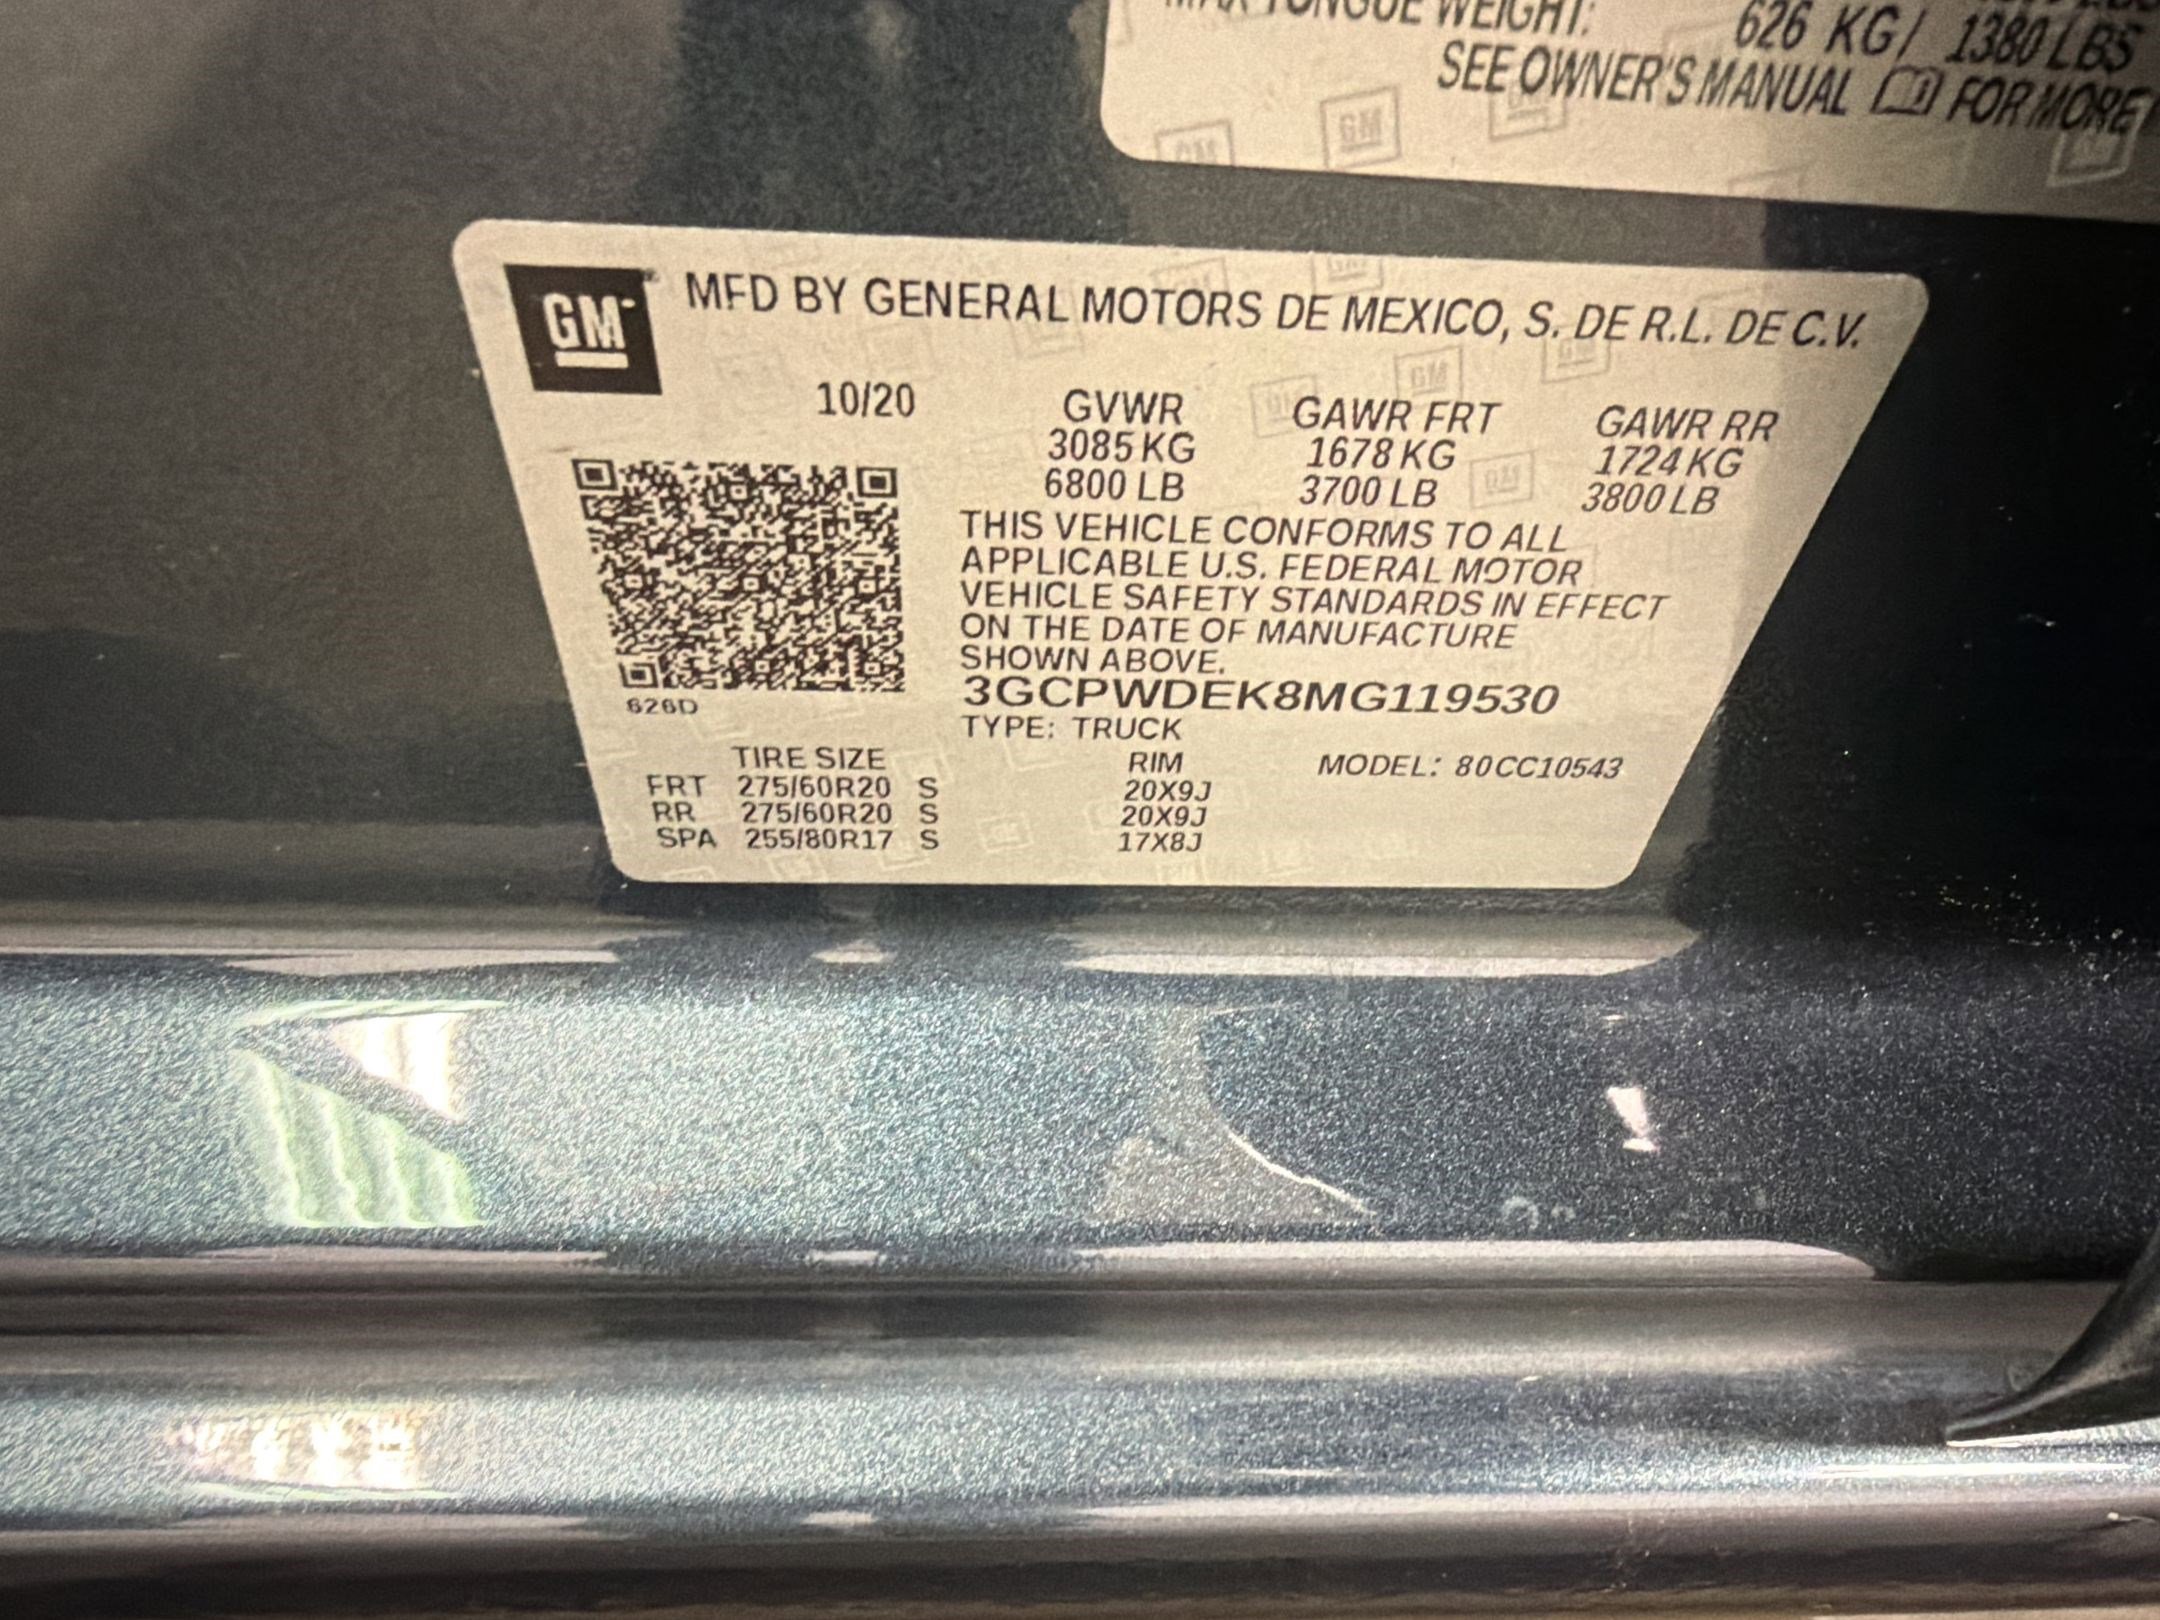 MAX TONGUE WEIGHT: 626 KG/ 1380 LBS
SEE OWNER'S MANUAL FOR MORE
GM MFD BY GENERAL MOTORS DE MEXICO, S. DE R.L. DE C.V.
10/20 GVWR GAWR FRT GAWR RR
3085 KG 1678 KG 1724 KG
6800 LB 3700 LB 3800 LB
THIS VEHICLE CONFORMS TO ALL
APPLICABLE U.S. FEDERAL MOTOR
VEHICLE SAFETY STANDARDS IN EFFECT
ON THE DATE OF MANUFACTURE
SHOWN ABOVE.
3GCPWDEK8MG119530
626D
TYPE: TRUCK
TIRE SIZE RIM MODEL: 80CC10543
FRT 275/60R20 S 20X9J
RR 275/60R20 S 20X9J
SPA 255/80R17 S 17X8J